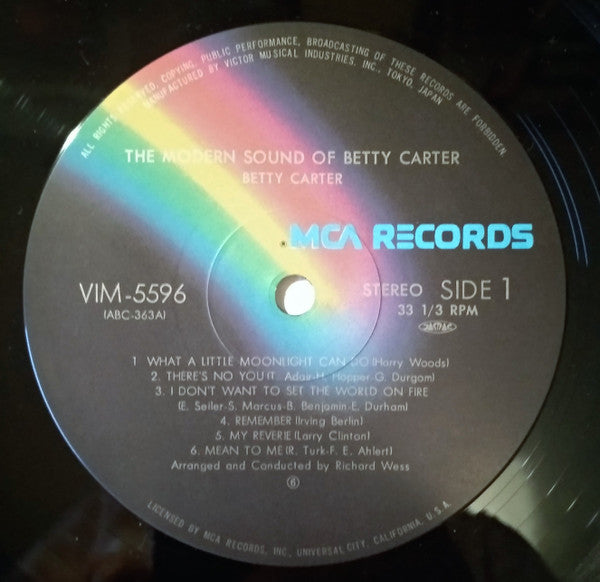 ALL RIGHTS RESERVED. COPYING, PUBLIC PERFORMANCE, BROADCASTING OF THESE RECORDS ARE FORBIDDEN.
MANUFACTURED BY VICTOR MUSICAL INDUSTRIES, INC., TOKYO, JAPAN
THE MODERN SOUND OF BETTY CARTER
BETTY CARTER
MCA RECORDS
VIM-5596
(ABC-363A)
STEREO SIDE 1
33 1/3 RPM
JASRAC
1 WHAT A LITTLE MOONLIGHT CAN DO (Harry Woods)
2. THERE'S NO YOU (T. Adair-H. Hopper-G. Durgom)
3. I DON'T WANT TO SET THE WORLD ON FIRE
(E. Seiler-S. Marcus-B. Benjamin-E. Durham)
4. REMEMBER (Irving Berlin)
5. MY REVERIE (Larry Clinton)
6. MEAN TO ME (R. Turk-F. E. Ahlert)
Arranged and Conducted by Richard Wess
6
LICENSED BY MCA RECORDS, INC., UNIVERSAL CITY, CALIFORNIA, U.S.A.